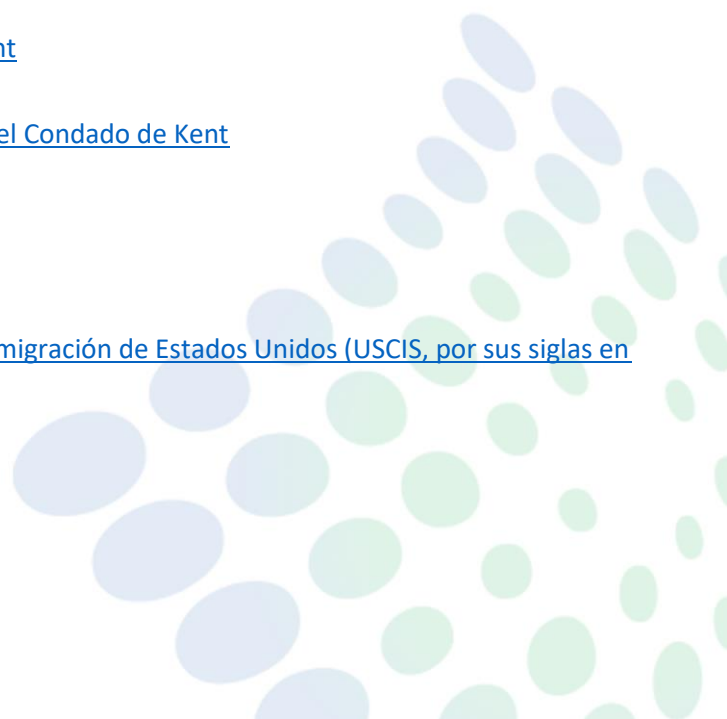 nt
el Condado de Kent
migración de Estados Unidos (USCIS, por sus siglas en